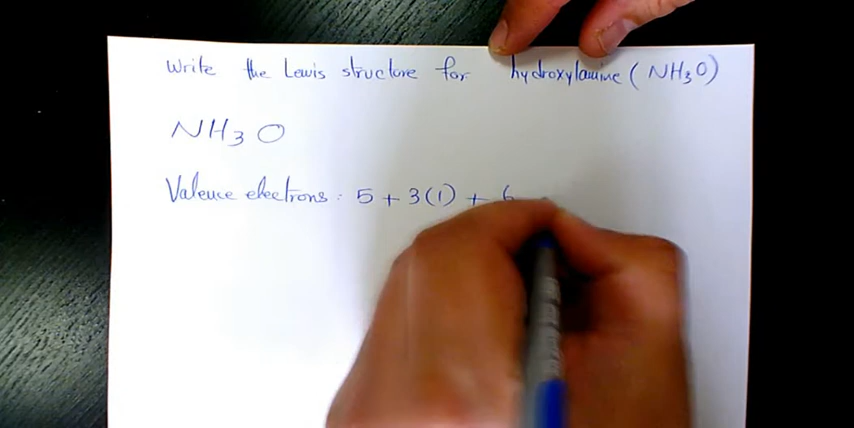 Write the Lewis structure for hydroxylamine (NH₃O)
NH₃O
Valence electrons: 5 + 3(1) + 6